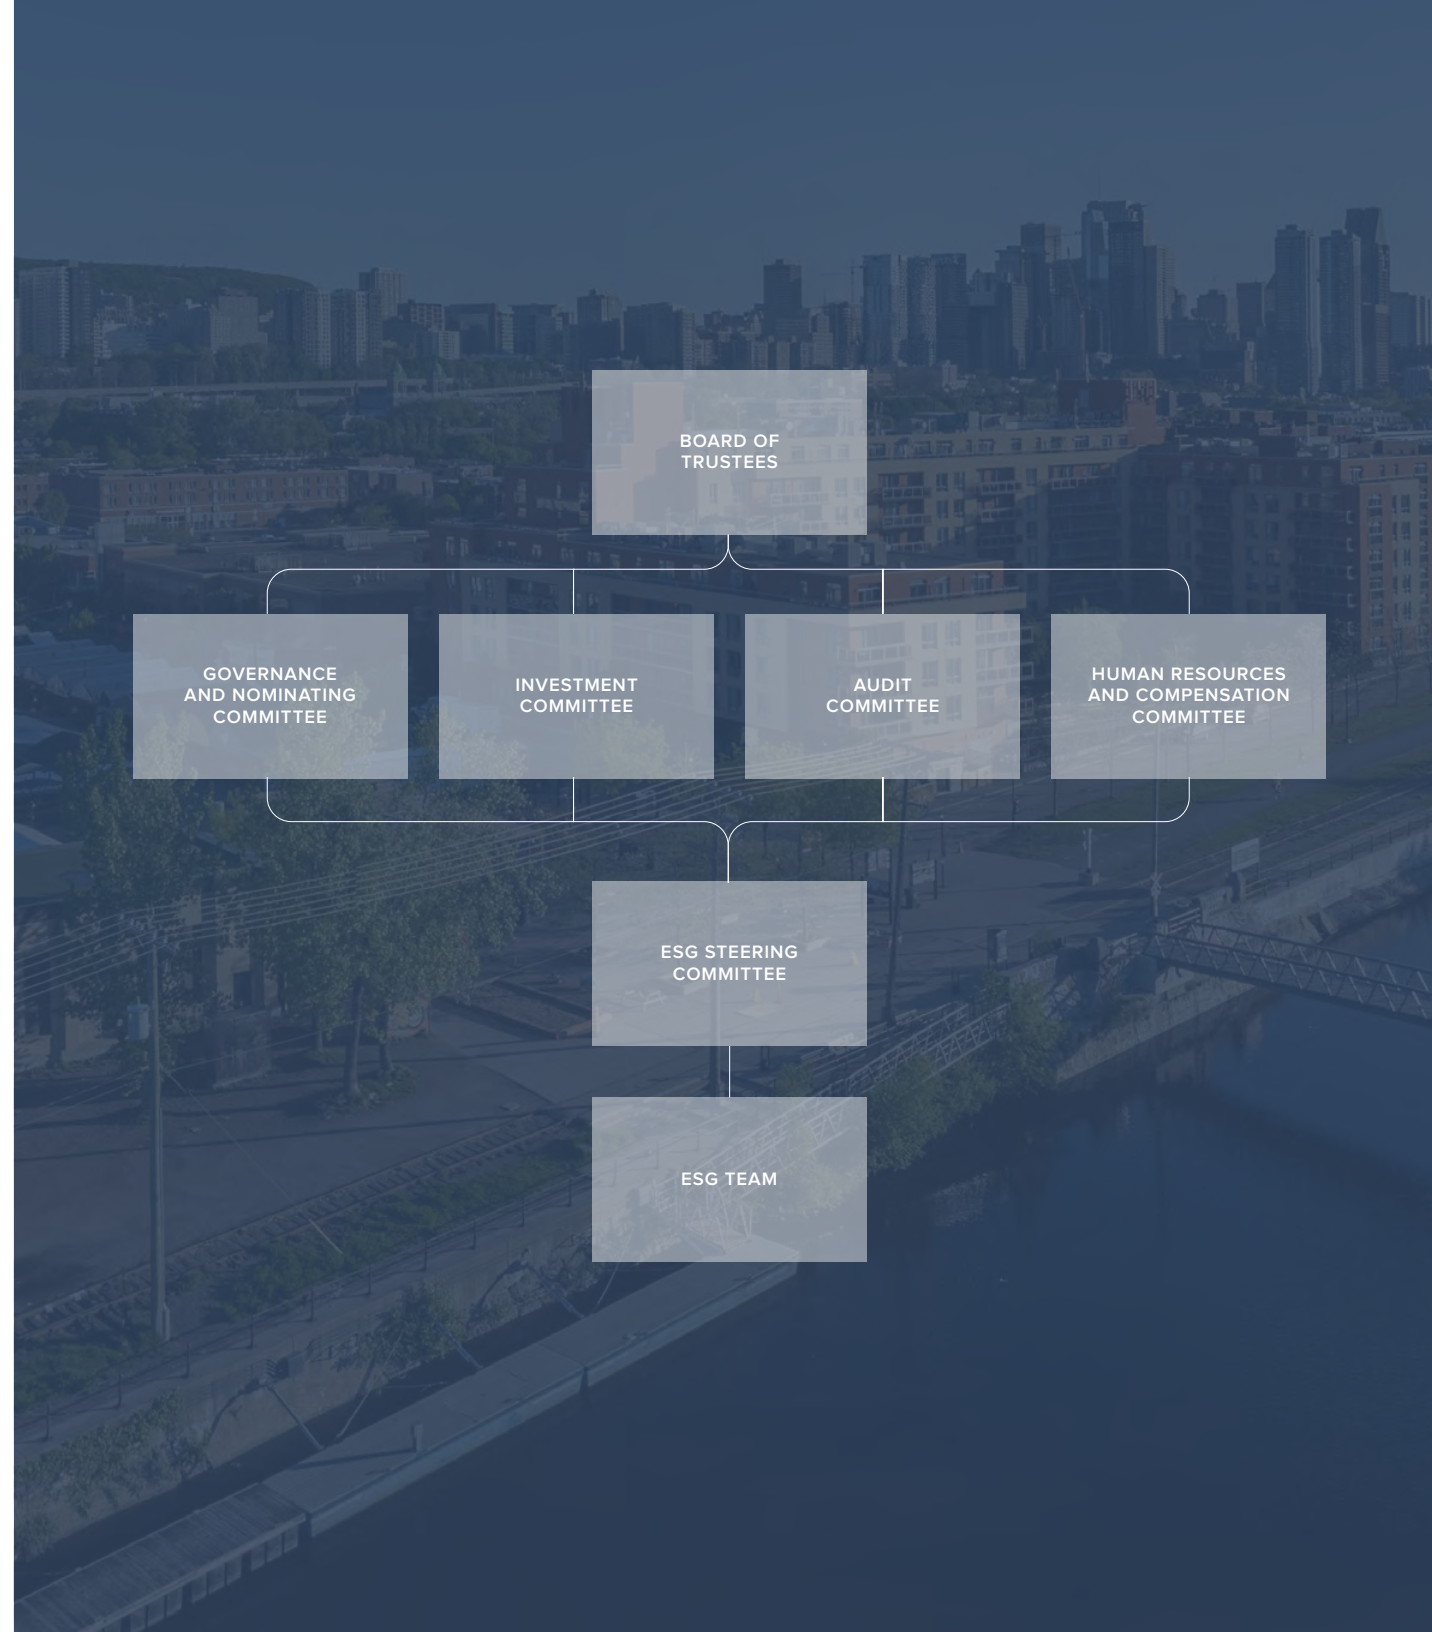 BOARD OF
TRUSTEES
GOVERNANCE
AND NOMINATING
COMMITTEE
INVESTMENT
COMMITTEE
AUDIT
COMMITTEE
HUMAN RESOURCES
AND COMPENSATION
COMMITTEE
ESG STEERING
COMMITTEE
ESG TEAM